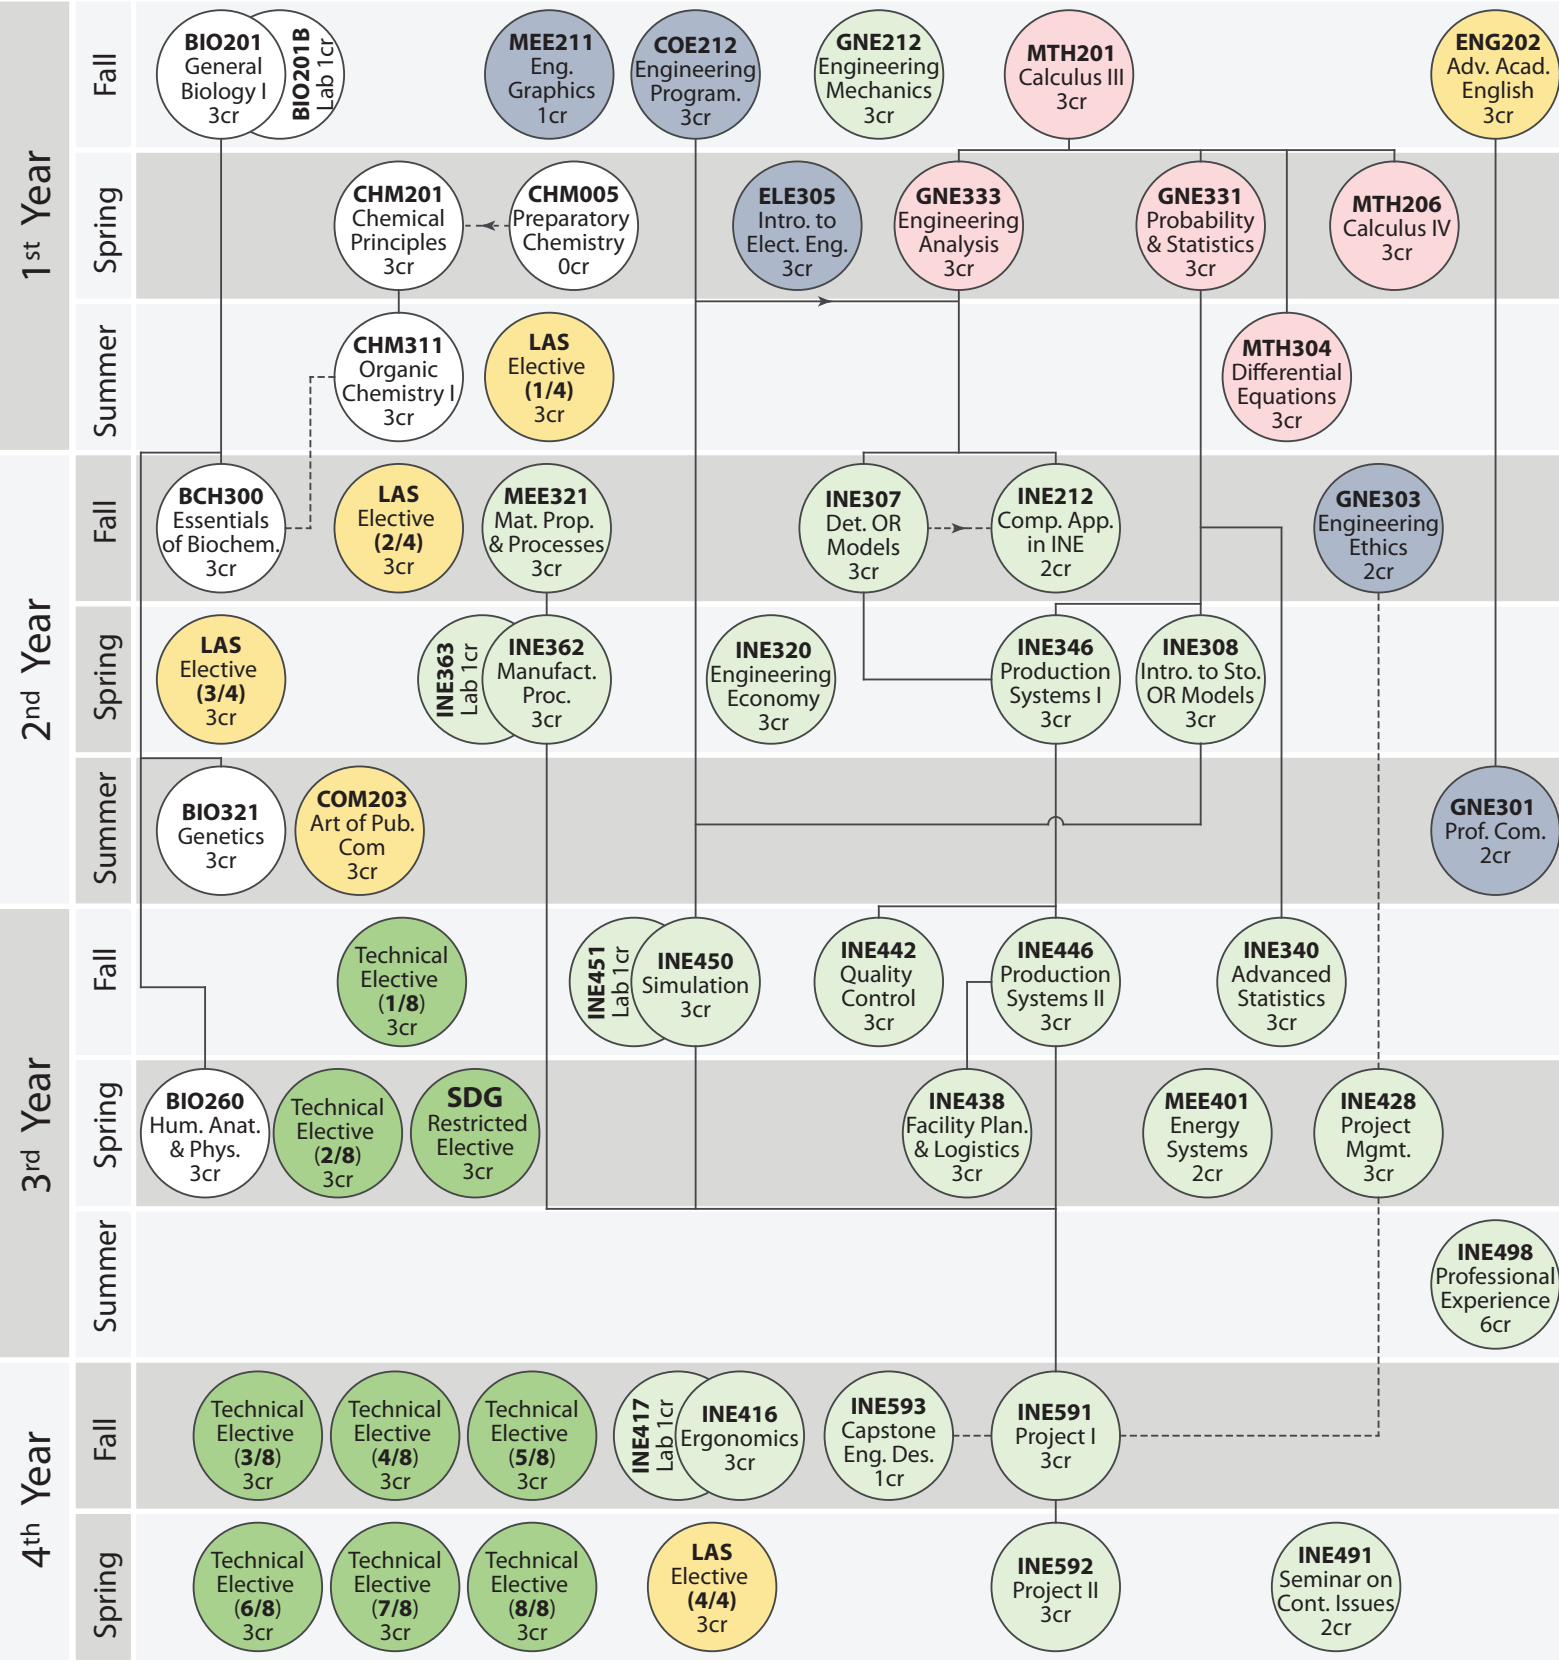 1st Year
Fall
BIO201
General
Biology I
3cr
BIO201B
Lab 1cr
MEE211
Eng.
Graphics
1cr
COE212
Engineering
Program.
3cr
GNE212
Engineering
Mechanics
3cr
MTH201
Calculus III
3cr
ENG202
Adv. Acad.
English
3cr
Spring
CHM201
Chemical
Principles
3cr
CHM005
Preparatory
Chemistry
0cr
ELE305
Intro. to
Elect. Eng.
3cr
GNE333
Engineering
Analysis
3cr
GNE331
Probability
& Statistics
3cr
MTH206
Calculus IV
3cr
Summer
CHM311
Organic
Chemistry I
3cr
LAS
Elective
(1/4)
3cr
MTH304
Differential
Equations
3cr
2nd Year
Fall
BCH300
Essentials
of Biochem.
3cr
LAS
Elective
(2/4)
3cr
MEE321
Mat. Prop.
& Processes
3cr
INE307
Det. OR
Models
3cr
INE212
Comp. App.
in INE
2cr
GNE303
Engineering
Ethics
2cr
Spring
LAS
Elective
(3/4)
3cr
INE363
Lab 1cr
INE362
Manufact.
Proc.
3cr
INE320
Engineering
Economy
3cr
INE346
Production
Systems I
3cr
INE308
Intro. to Sto.
OR Models
3cr
Summer
BIO321
Genetics
3cr
COM203
Art of Pub.
Com
3cr
GNE301
Prof. Com.
2cr
3rd Year
Fall
Technical
Elective
(1/8)
3cr
INE451
Lab 1cr
INE450
Simulation
3cr
INE442
Quality
Control
3cr
INE446
Production
Systems II
3cr
INE340
Advanced
Statistics
3cr
Spring
BIO260
Hum. Anat.
& Phys.
3cr
Technical
Elective
(2/8)
3cr
SDG
Restricted
Elective
3cr
INE438
Facility Plan.
& Logistics
3cr
MEE401
Energy
Systems
2cr
INE428
Project
Mgmt.
3cr
Summer
INE498
Professional
Experience
6cr
4th Year
Fall
Technical
Elective
(3/8)
3cr
Technical
Elective
(4/8)
3cr
Technical
Elective
(5/8)
3cr
INE417
Lab 1cr
INE416
Ergonomics
3cr
INE593
Capstone
Eng. Des.
1cr
INE591
Project I
3cr
Spring
Technical
Elective
(6/8)
3cr
Technical
Elective
(7/8)
3cr
Technical
Elective
(8/8)
3cr
LAS
Elective
(4/4)
3cr
INE592
Project II
3cr
INE491
Seminar on
Cont. Issues
2cr